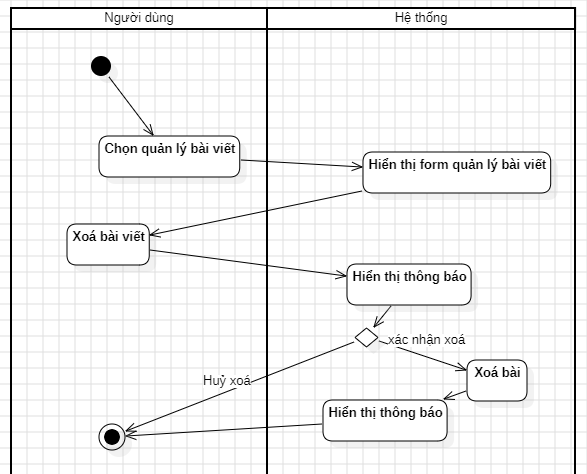 Người dùng
Hệ thống
Chọn quản lý bài viết
Hiển thị form quản lý bài viết
Xoá bài viết
Hiển thị thông báo
xác nhận xoá
Xoá bài
Huỷ xoá
Hiển thị thông báo